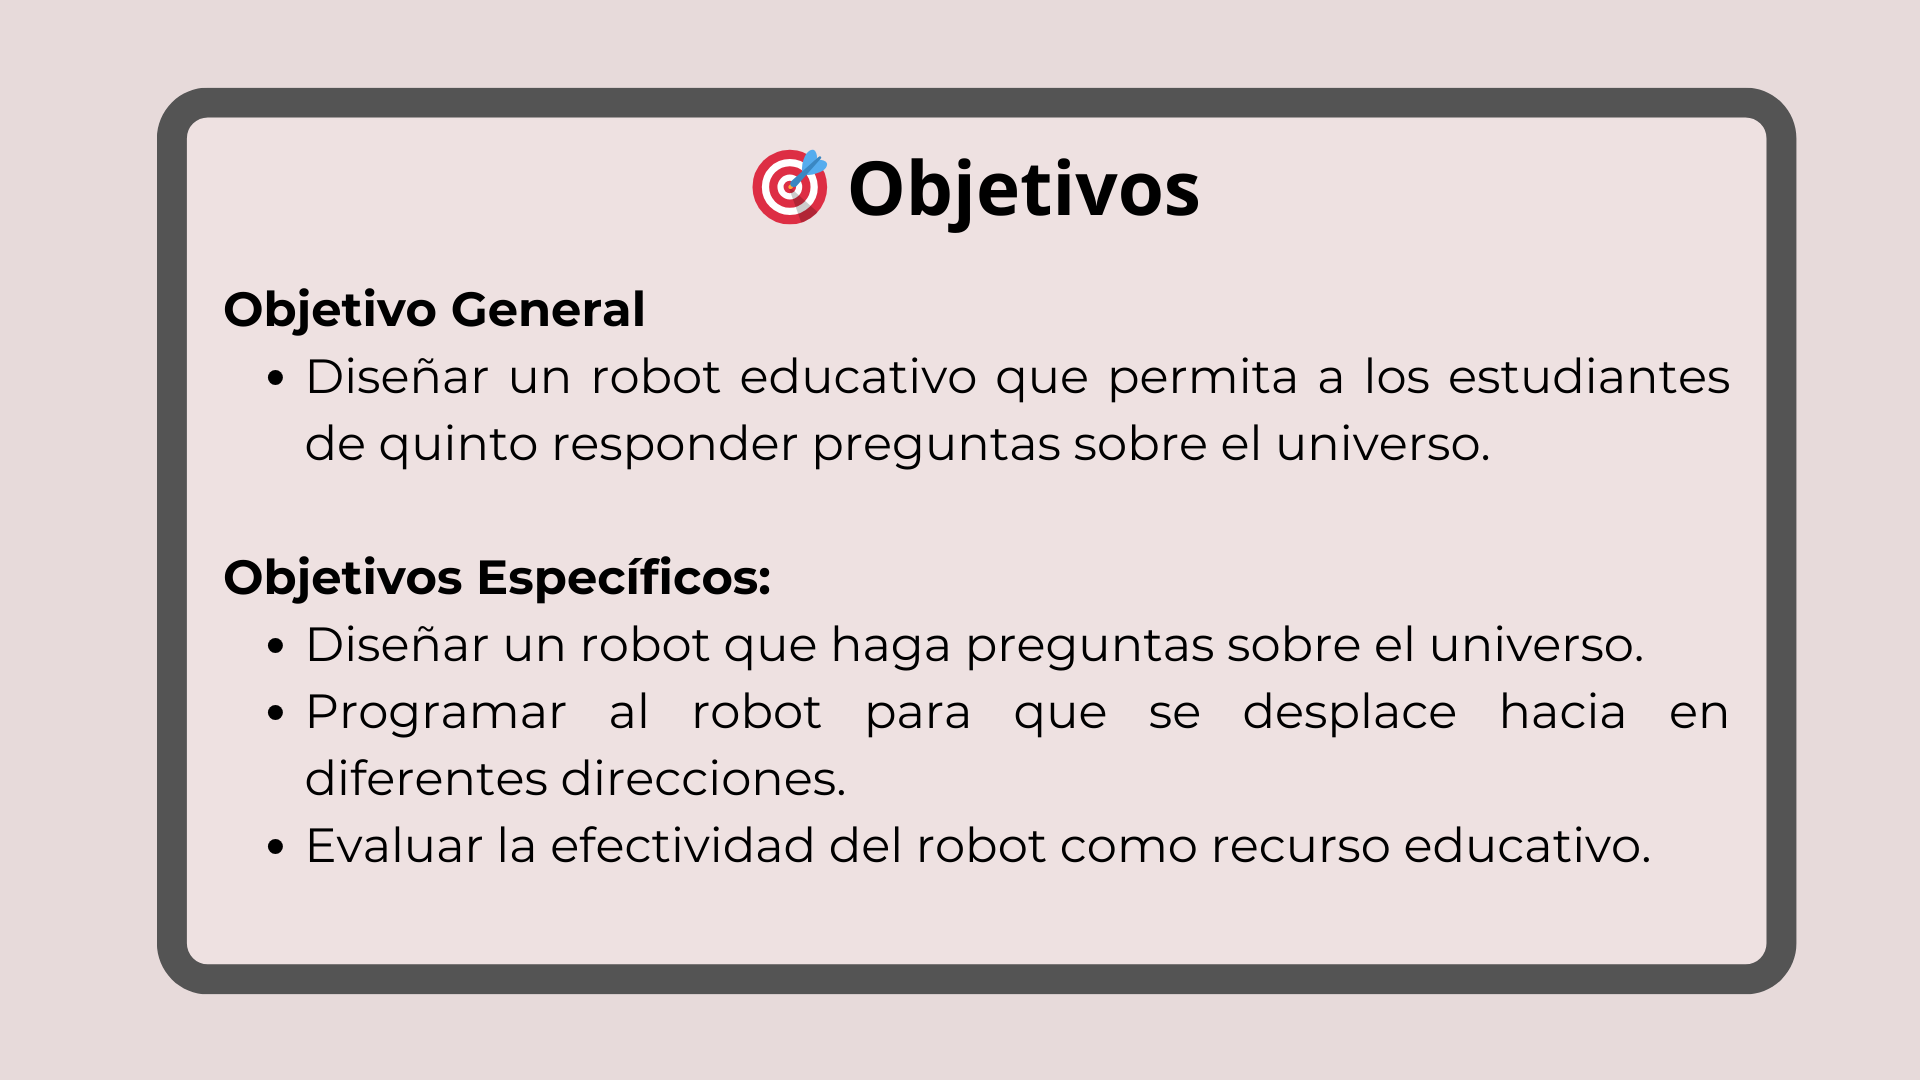 🎯 Objetivos
Objetivo General
• Diseñar un robot educativo que permita a los estudiantes
de quinto responder preguntas sobre el universo.
Objetivos Específicos:
• Diseñar un robot que haga preguntas sobre el universo.
• Programar al robot para que se desplace hacia en
diferentes direcciones.
• Evaluar la efectividad del robot como recurso educativo.